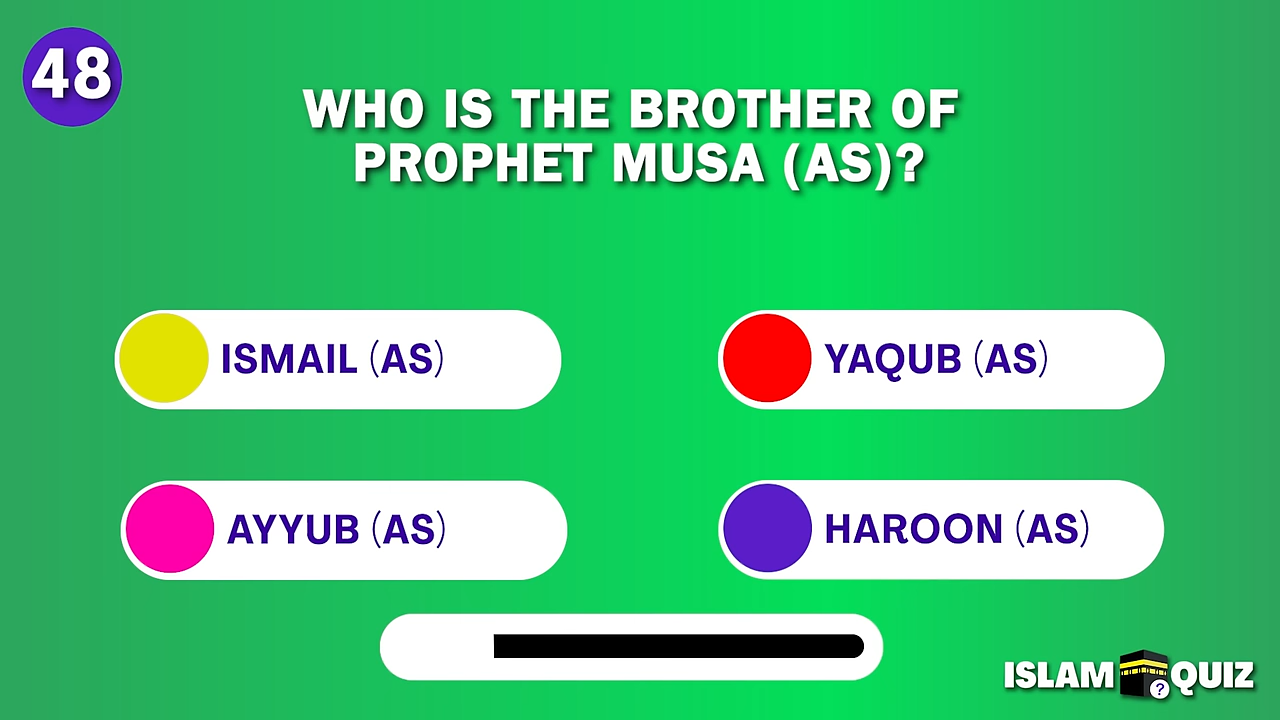 48
WHO IS THE BROTHER OF
PROPHET MUSA (AS)?
ISMAIL (AS)
YAQUB (AS)
AYYUB (AS)
HAROON (AS)
ISLAM ? QUIZ